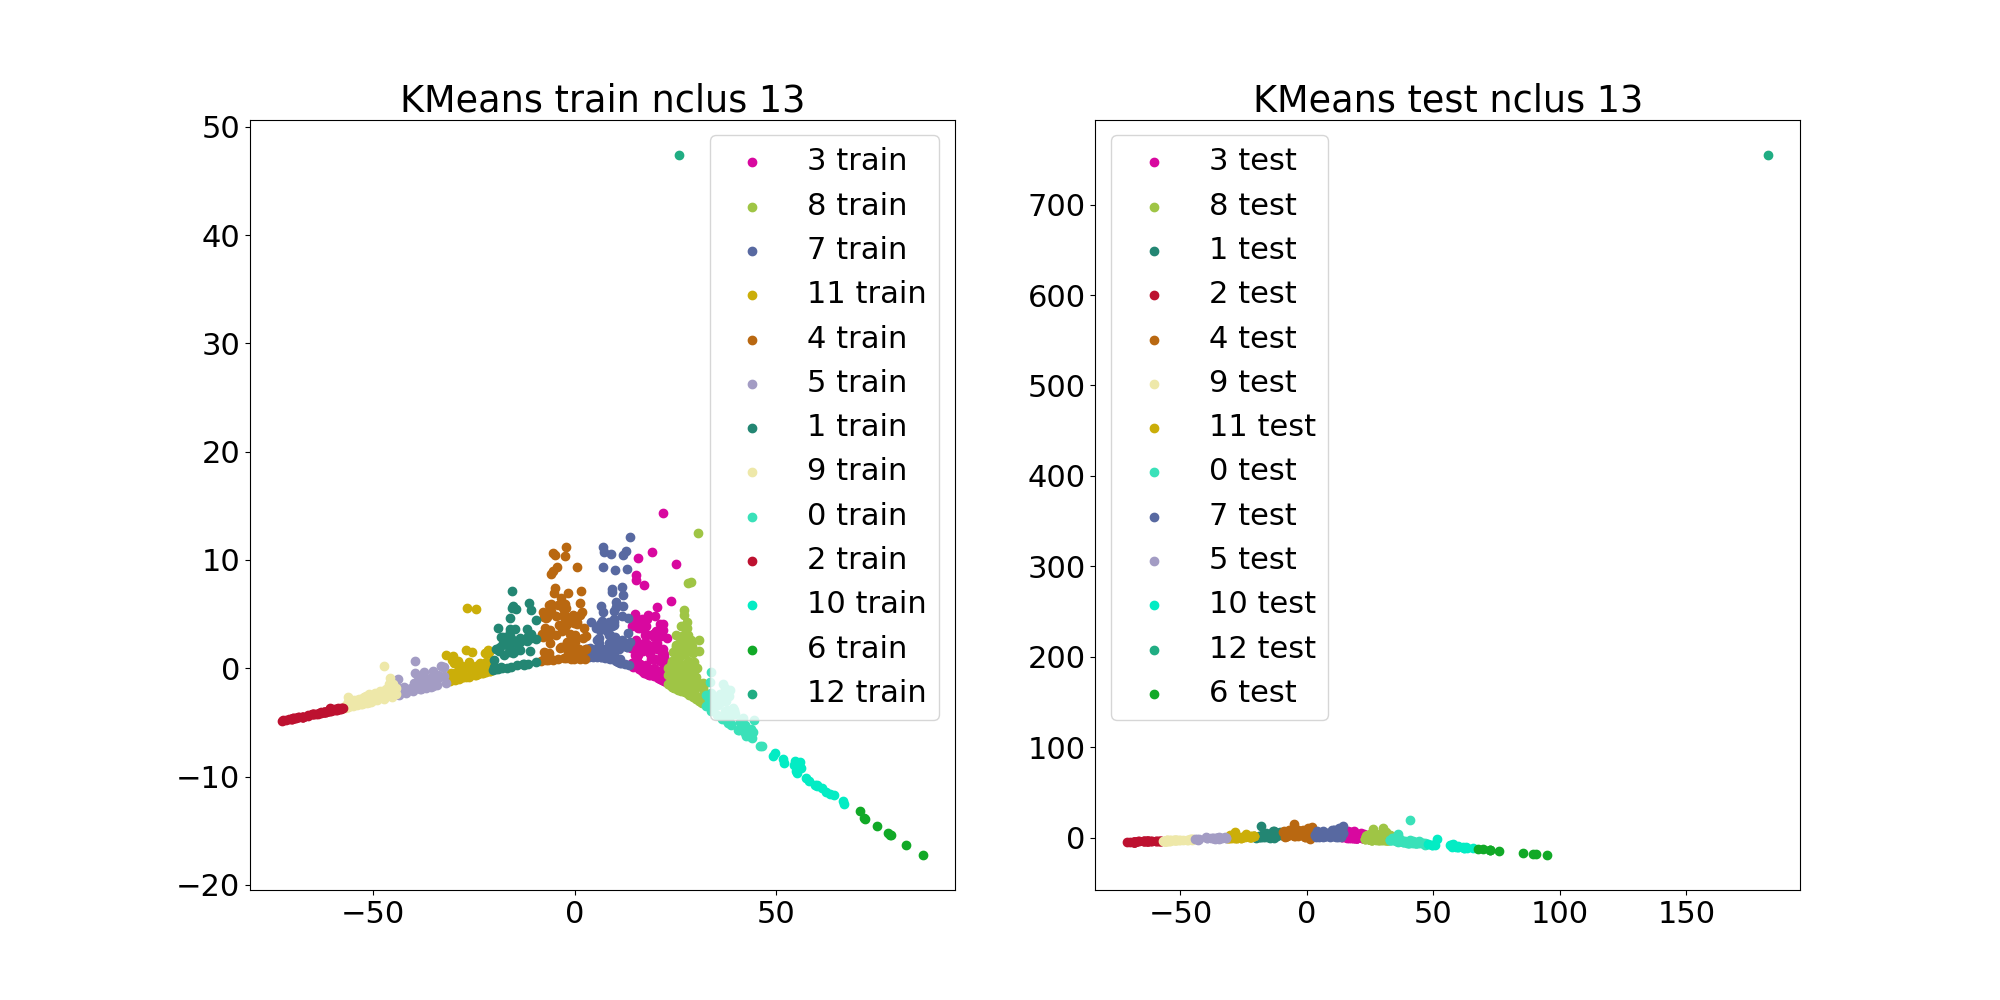 KMeans train nclus 13
50
40
30
20
10
0
−10
−20
−50
0
50
3 train
8 train
7 train
11 train
4 train
5 train
1 train
9 train
0 train
2 train
10 train
6 train
12 train
KMeans test nclus 13
700
600
500
400
300
200
100
0
−50
0
50
100
150
3 test
8 test
1 test
2 test
4 test
9 test
11 test
0 test
7 test
5 test
10 test
12 test
6 test